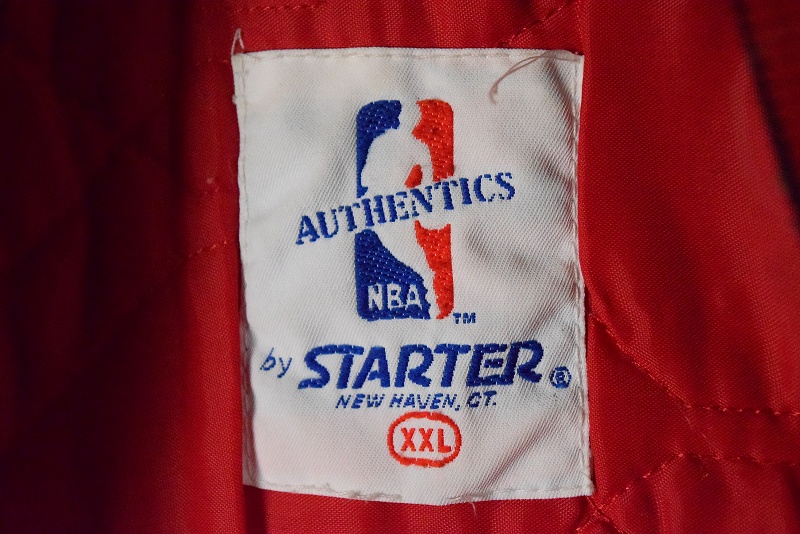 AUTHENTICS
NBA
TM
by STARTER®
NEW HAVEN, CT.
XXL